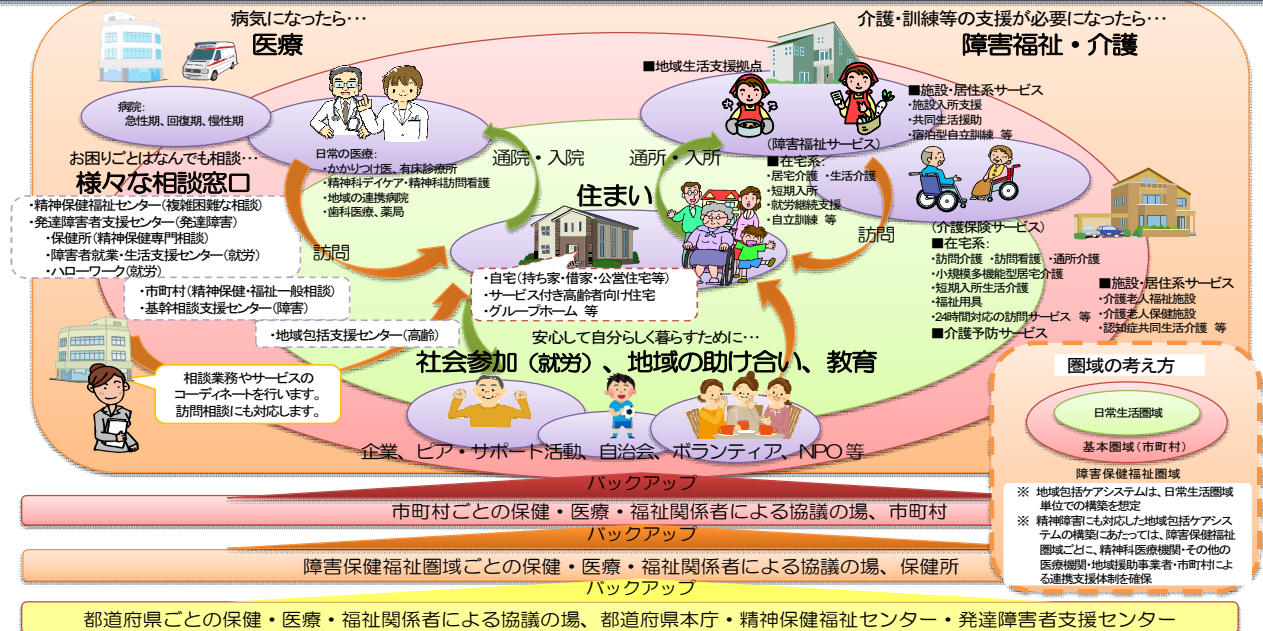 病気になったら…
医療
病院:
急性期、回復期、慢性期
日常の医療:
・かかりつけ医、有床診療所
・精神科デイケア・精神科訪問看護
・地域の連携病院
・歯科医療、薬局
通院・入院
訪問
お困りごとはなんでも相談…
様々な相談窓口
・精神保健福祉センター(複雑困難な相談)
・発達障害者支援センター(発達障害)
・保健所(精神保健専門相談)
・障害者就業・生活支援センター(就労)
・ハローワーク(就労)
・市町村(精神保健・福祉一般相談)
・基幹相談支援センター(障害)
・地域包括支援センター(高齢)
相談業務やサービスの
コーディネートを行います。
訪問相談にも対応します。
住まい
・自宅(持ち家・借家・公営住宅等)
・サービス付き高齢者向け住宅
・グループホーム 等
介護・訓練等の支援が必要になったら…
障害福祉・介護
■地域生活支援拠点
■施設・居住系サービス
・施設入所支援
・共同生活援助
・宿泊型自立訓練 等
通所・入所
(障害福祉サービス)
■在宅系:
・居宅介護 ・生活介護
・短期入所
・就労継続支援
・自立訓練 等
訪問
(介護保険サービス)
■在宅系:
・訪問介護 ・訪問看護 ・通所介護
・小規模多機能型居宅介護
・短期入所生活介護
・福祉用具
・24時間対応の訪問サービス 等
■介護予防サービス
■施設・居住系サービス
・介護老人福祉施設
・介護老人保健施設
・認知症共同生活介護 等
安心して自分らしく暮らすために…
社会参加(就労)、地域の助け合い、教育
企業、ピア・サポート活動、自治会、ボランティア、NPO 等
圏域の考え方
日常生活圏域
基本圏域(市町村)
障害保健福祉圏域
※ 地域包括ケアシステムは、日常生活圏域
単位での構築を想定
※ 精神障害にも対応した地域包括ケアシス
テムの構築にあたっては、障害保健福祉
圏域ごとに、精神科医療機関・その他の
医療機関・地域援助事業者・市町村によ
る連携支援体制を確保
バックアップ
市町村ごとの保健・医療・福祉関係者による協議の場、市町村
バックアップ
障害保健福祉圏域ごとの保健・医療・福祉関係者による協議の場、保健所
バックアップ
都道府県ごとの保健・医療・福祉関係者による協議の場、都道府県本庁・精神保健福祉センター・発達障害者支援センター